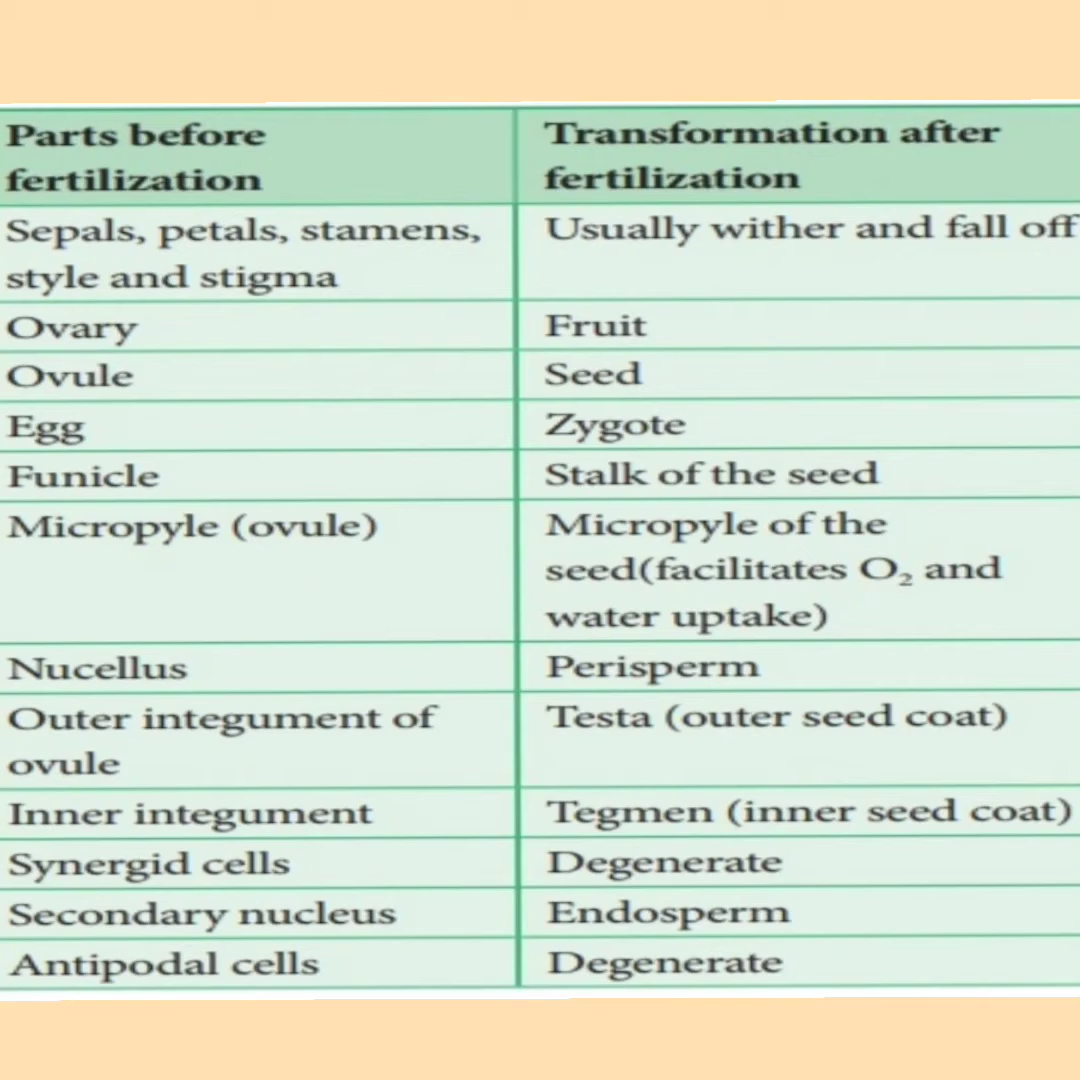 Parts before
fertilization
Transformation after
fertilization
Sepals, petals, stamens,
style and stigma
Usually wither and fall off
Ovary
Fruit
Ovule
Seed
Egg
Zygote
Funicle
Stalk of the seed
Micropyle (ovule)
Micropyle of the
seed(facilitates O₂ and
water uptake)
Nucellus
Perisperm
Outer integument of
ovule
Testa (outer seed coat)
Inner integument
Tegmen (inner seed coat)
Synergid cells
Degenerate
Secondary nucleus
Endosperm
Antipodal cells
Degenerate